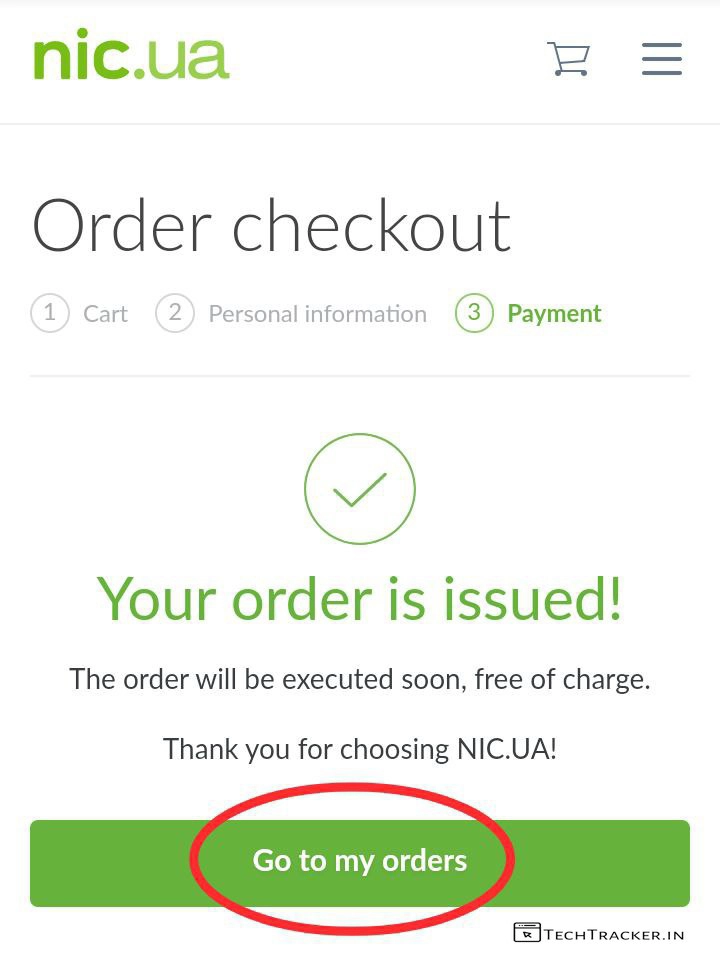 nic.ua
Order checkout
1 Cart 2 Personal information 3 Payment
Your order is issued!
The order will be executed soon, free of charge.
Thank you for choosing NIC.UA!
Go to my orders
TECHTRACKER.IN